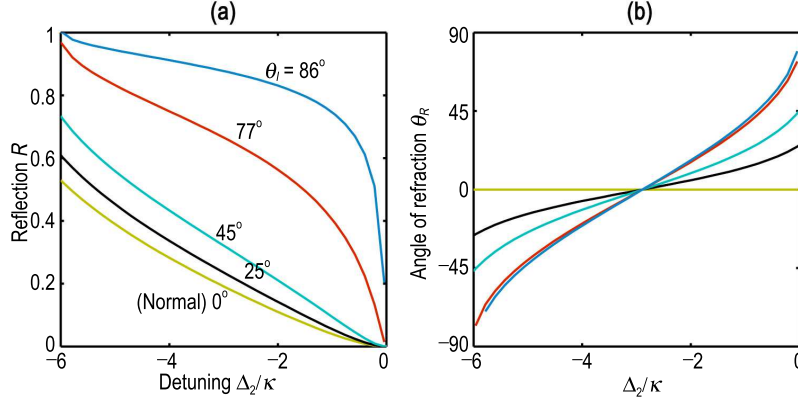 (a)
Reflection R
1
0.8
0.6
0.4
0.2
0
θI = 86°
77°
45°
25°
(Normal) 0°
−6
−4
−2
0
Detuning Δ2/κ
(b)
Angle of refraction θR
90
45
0
−45
−90
−6
−4
−2
0
Δ2/κ